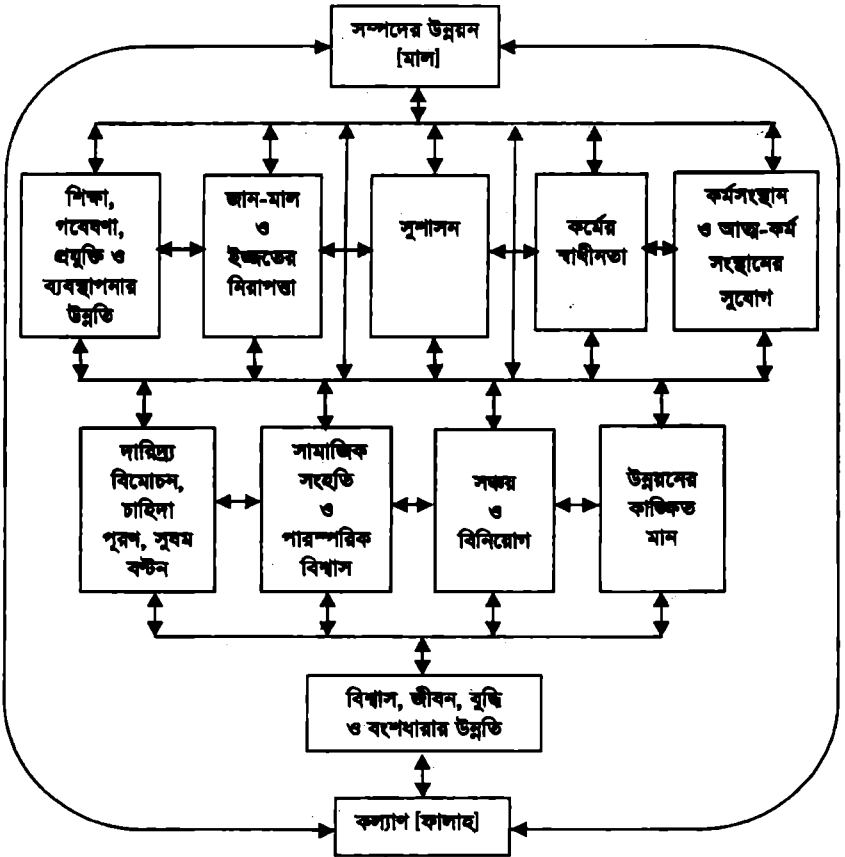 সম্পদের উন্নয়ন
[মাল]
শিক্ষা,
গবেষণা,
প্রযুক্তি ও
ব্যবস্থাপনার
উন্নতি
জান-মাল
ও
ইজ্জতের
নিরাপত্তা
সুশাসন
কর্মের
স্বাধীনতা
কর্মসংস্থান
ও আত্ম-কর্ম
সংস্থানের
সুযোগ
দারিদ্র্য
বিমোচন,
চাহিদা
পূরণ, সুষম
বণ্টন
সামাজিক
সংহতি
ও
পারস্পরিক
বিশ্বাস
সঞ্চয়
ও
বিনিয়োগ
উন্নয়নের
কাঙ্ক্ষিত
মান
বিশ্বাস, জীবন, বুদ্ধি
ও বংশধারার উন্নতি
কল্যাণ [ফালাহ]